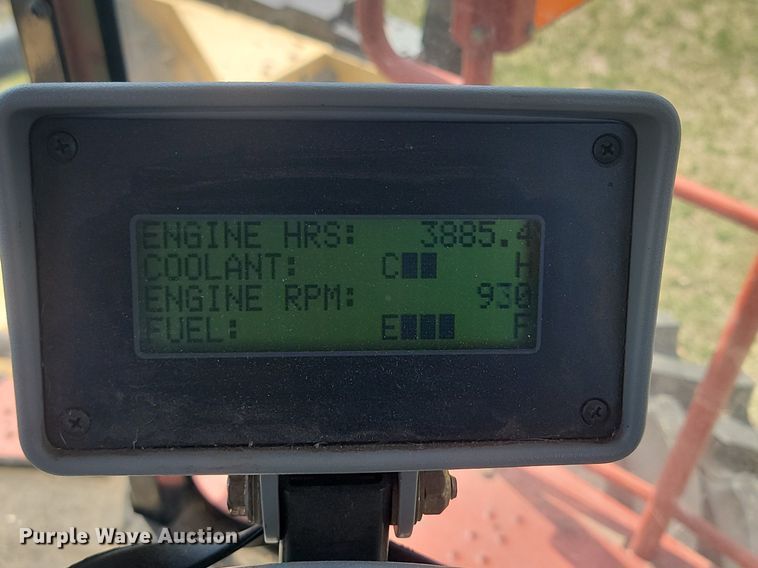 ENGINE HRS: 3885.4
COOLANT: C H
ENGINE RPM: 930
FUEL: E F
Purple Wave Auction